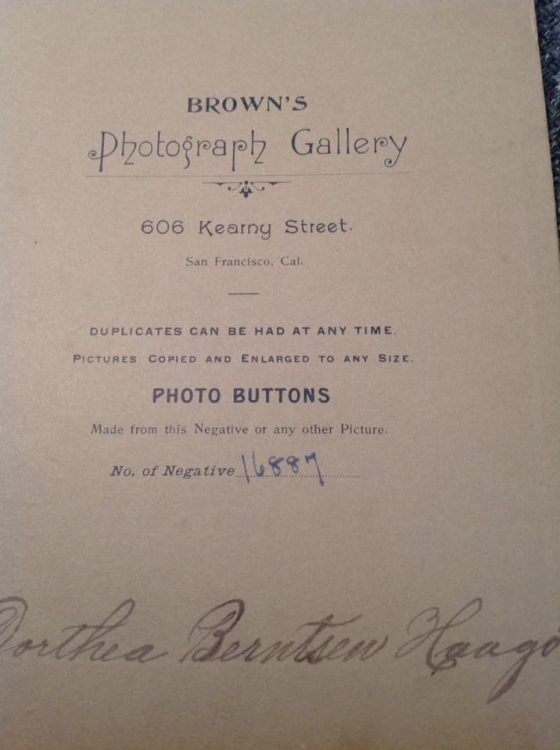 BROWN'S
Photograph Gallery
606 Kearny Street.
San Francisco, Cal.
DUPLICATES CAN BE HAD AT ANY TIME.
PICTURES COPIED AND ENLARGED TO ANY SIZE.
PHOTO BUTTONS
Made from this Negative or any other Picture.
No. of Negative 16887
Dorthea Berntsen